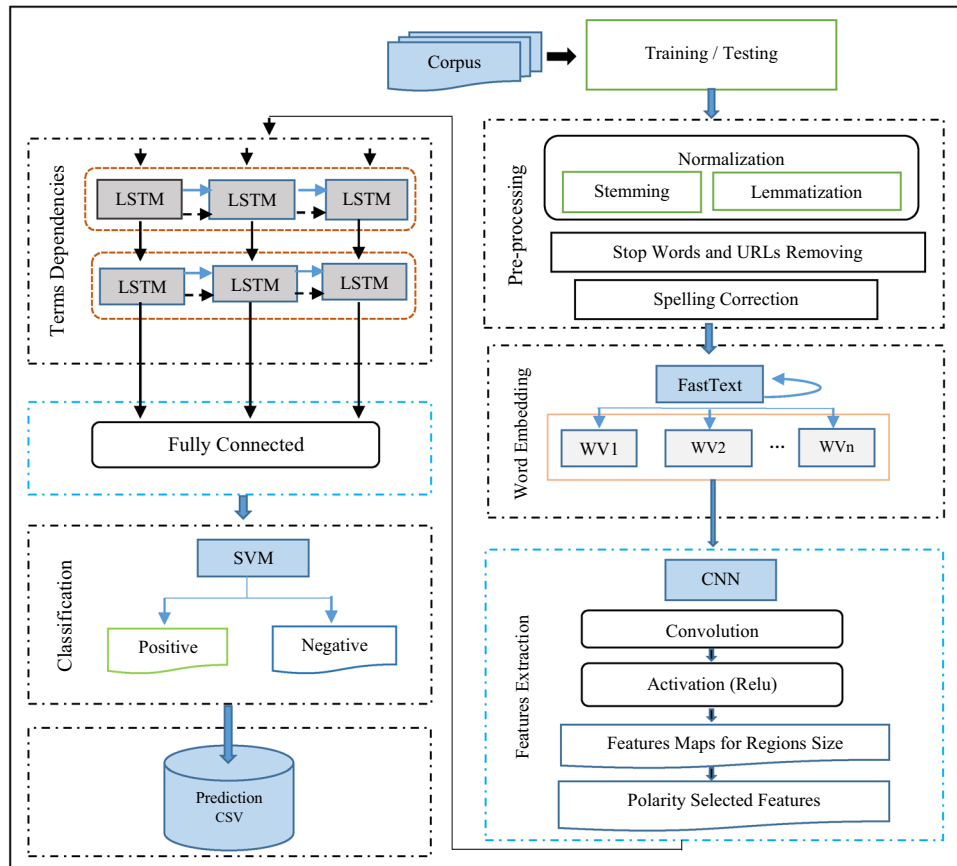 Corpus
Training / Testing
Pre-processing
Normalization
Stemming
Lemmatization
Stop Words and URLs Removing
Spelling Correction
Word Embedding
FastText
WV1
WV2
...
WVn
Features Extraction
CNN
Convolution
Activation (Relu)
Features Maps for Regions Size
Polarity Selected Features
Terms Dependencies
LSTM
LSTM
LSTM
LSTM
LSTM
LSTM
Fully Connected
Classification
SVM
Positive
Negative
Prediction
CSV